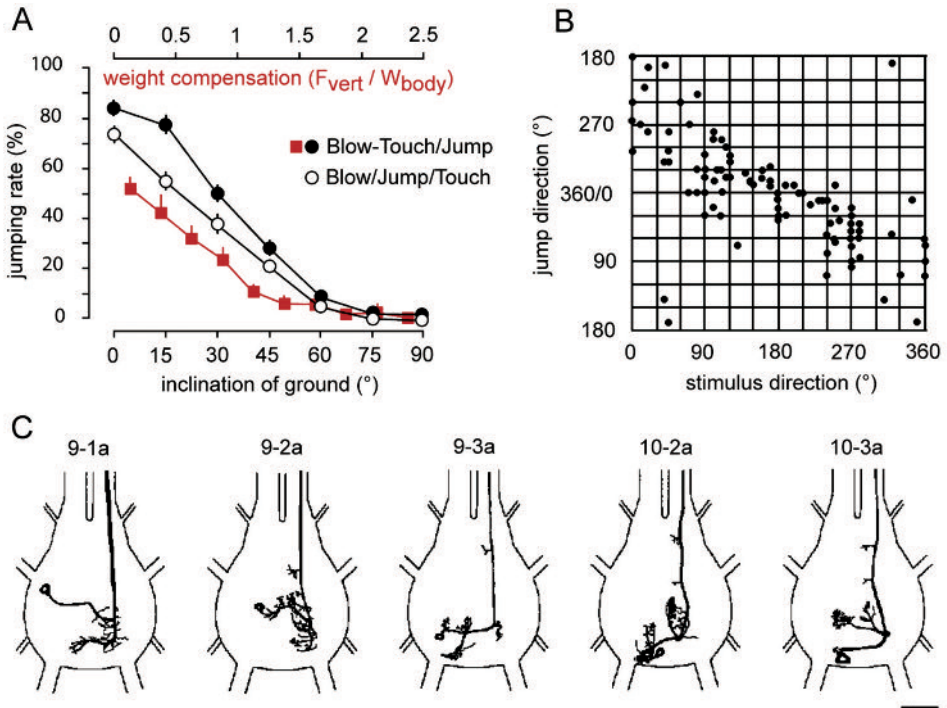 A
0 0.5 1 1.5 2 2.5
weight compensation (Fvert / Wbody)
100
80
60
40
20
0
jumping rate (%)
Blow-Touch/Jump
Blow/Jump/Touch
0 15 30 45 60 75 90
inclination of ground (°)
B
180
270
360/0
90
180
jump direction (°)
0 90 180 270 360
stimulus direction (°)
C
9-1a 9-2a 9-3a 10-2a 10-3a